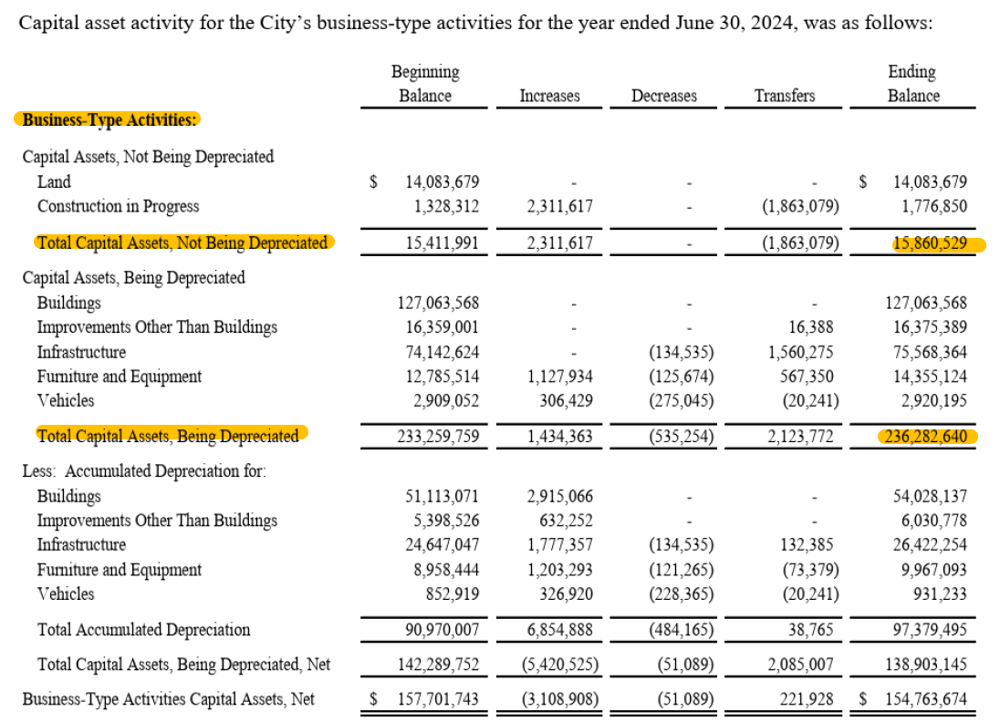 Capital asset activity for the City’s business-type activities for the year ended June 30, 2024, was as follows:
Beginning Ending
Balance Increases Decreases Transfers Balance
Business-Type Activities:
Capital Assets, Not Being Depreciated
Land $ 14,083,679 - - - $ 14,083,679
Construction in Progress 1,328,312 2,311,617 - (1,863,079) 1,776,850
Total Capital Assets, Not Being Depreciated 15,411,991 2,311,617 - (1,863,079) 15,860,529
Capital Assets, Being Depreciated
Buildings 127,063,568 - - - 127,063,568
Improvements Other Than Buildings 16,359,001 - - 16,388 16,375,389
Infrastructure 74,142,624 - (134,535) 1,560,275 75,568,364
Furniture and Equipment 12,785,514 1,127,934 (125,674) 567,350 14,355,124
Vehicles 2,909,052 306,429 (275,045) (20,241) 2,920,195
Total Capital Assets, Being Depreciated 233,259,759 1,434,363 (535,254) 2,123,772 236,282,640
Less: Accumulated Depreciation for:
Buildings 51,113,071 2,915,066 - - 54,028,137
Improvements Other Than Buildings 5,398,526 632,252 - - 6,030,778
Infrastructure 24,647,047 1,777,357 (134,535) 132,385 26,422,254
Furniture and Equipment 8,958,444 1,203,293 (121,265) (73,379) 9,967,093
Vehicles 852,919 326,920 (228,365) (20,241) 931,233
Total Accumulated Depreciation 90,970,007 6,854,888 (484,165) 38,765 97,379,495
Total Capital Assets, Being Depreciated, Net 142,289,752 (5,420,525) (51,089) 2,085,007 138,903,145
Business-Type Activities Capital Assets, Net $ 157,701,743 (3,108,908) (51,089) 221,928 $ 154,763,674